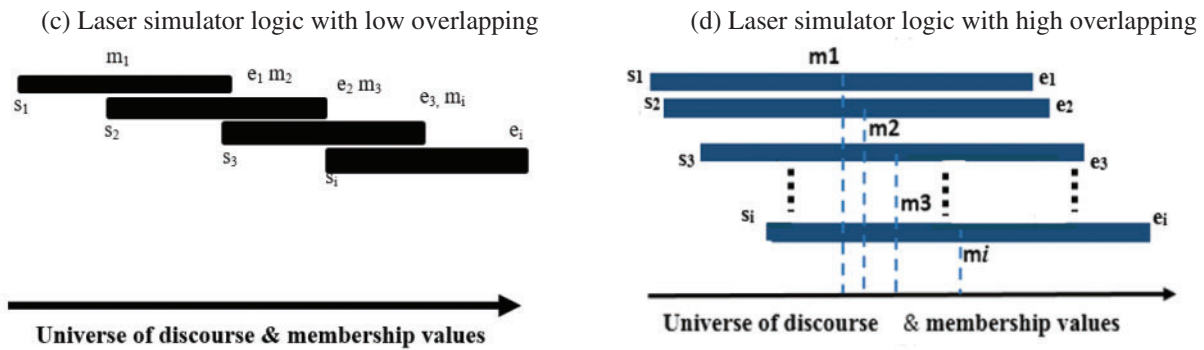 (c) Laser simulator logic with low overlapping
m₁
e₁ m₂
e₂ m₃
e₃, mᵢ
s₁
s₂
s₃
sᵢ
eᵢ
Universe of discourse & membership values
(d) Laser simulator logic with high overlapping
m1
s₁
e₁
s₂
e₂
m2
s₃
e₃
m3
sᵢ
eᵢ
mi
Universe of discourse & membership values